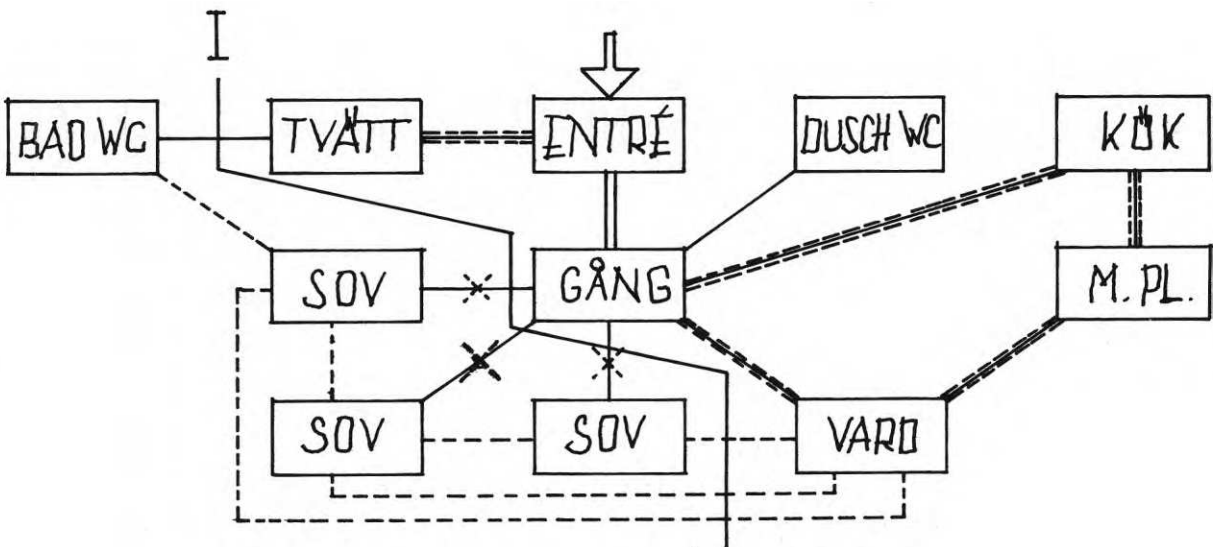 I
BAD WC
TVÄTT
ENTRÉ
DUSCH WC
KÖK
SOV
GÅNG
M. PL.
SOV
SOV
VARD